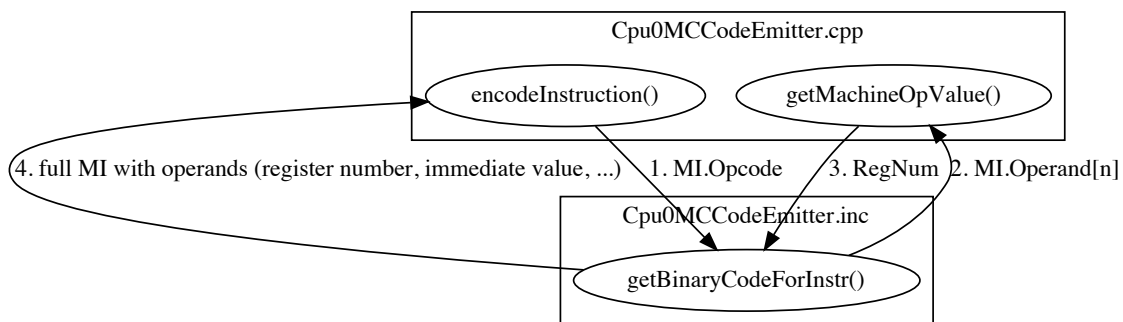 Cpu0MCCodeEmitter.cpp
encodeInstruction()
getMachineOpValue()
4. full MI with operands (register number, immediate value, ...)
1. MI.Opcode
3. RegNum
2. MI.Operand[n]
Cpu0MCCodeEmitter.inc
getBinaryCodeForInstr()